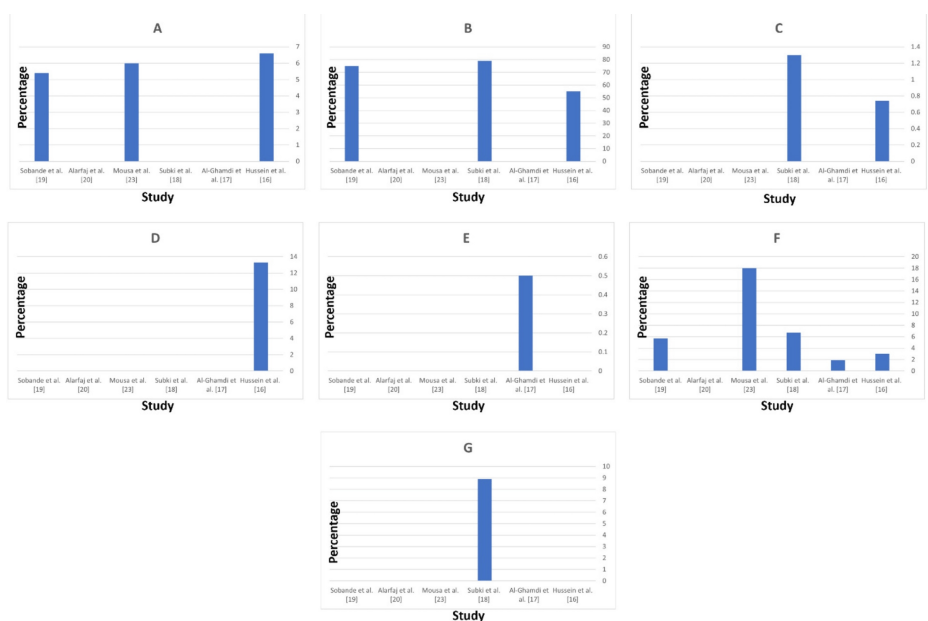 A
Percentage
7
6
5
4
3
2
1
0
Sobande et al. Alarfaj et al. Mousa et al. Subki et al. Al-Ghamdi et Hussein et al.
[19] [20] [23] [18] al. [17] [16]
Study
B
Percentage
90
80
70
60
50
40
30
20
10
0
Sobande et al. Alarfaj et al. Mousa et al. Subki et al. Al-Ghamdi et Hussein et al.
[19] [20] [23] [18] al. [17] [16]
Study
C
Percentage
1.4
1.2
1
0.8
0.6
0.4
0.2
0
Sobande et al. Alarfaj et al. Mousa et al. Subki et al. Al-Ghamdi et Hussein et al.
[19] [20] [23] [18] al. [17] [16]
Study
D
Percentage
14
12
10
8
6
4
2
0
Sobande et al. Alarfaj et al. Mousa et al. Subki et al. Al-Ghamdi et Hussein et al.
[19] [20] [23] [18] al. [17] [16]
Study
E
Percentage
0.6
0.5
0.4
0.3
0.2
0.1
0
Sobande et al. Alarfaj et al. Mousa et al. Subki et al. Al-Ghamdi et Hussein et al.
[19] [20] [23] [18] al. [17] [16]
Study
F
Percentage
20
18
16
14
12
10
8
6
4
2
0
Sobande et al. Alarfaj et al. Mousa et al. Subki et al. Al-Ghamdi et Hussein et al.
[19] [20] [23] [18] al. [17] [16]
Study
G
Percentage
10
9
8
7
6
5
4
3
2
1
0
Sobande et al. Alarfaj et al. Mousa et al. Subki et al. Al-Ghamdi et Hussein et al.
[19] [20] [23] [18] al. [17] [16]
Study